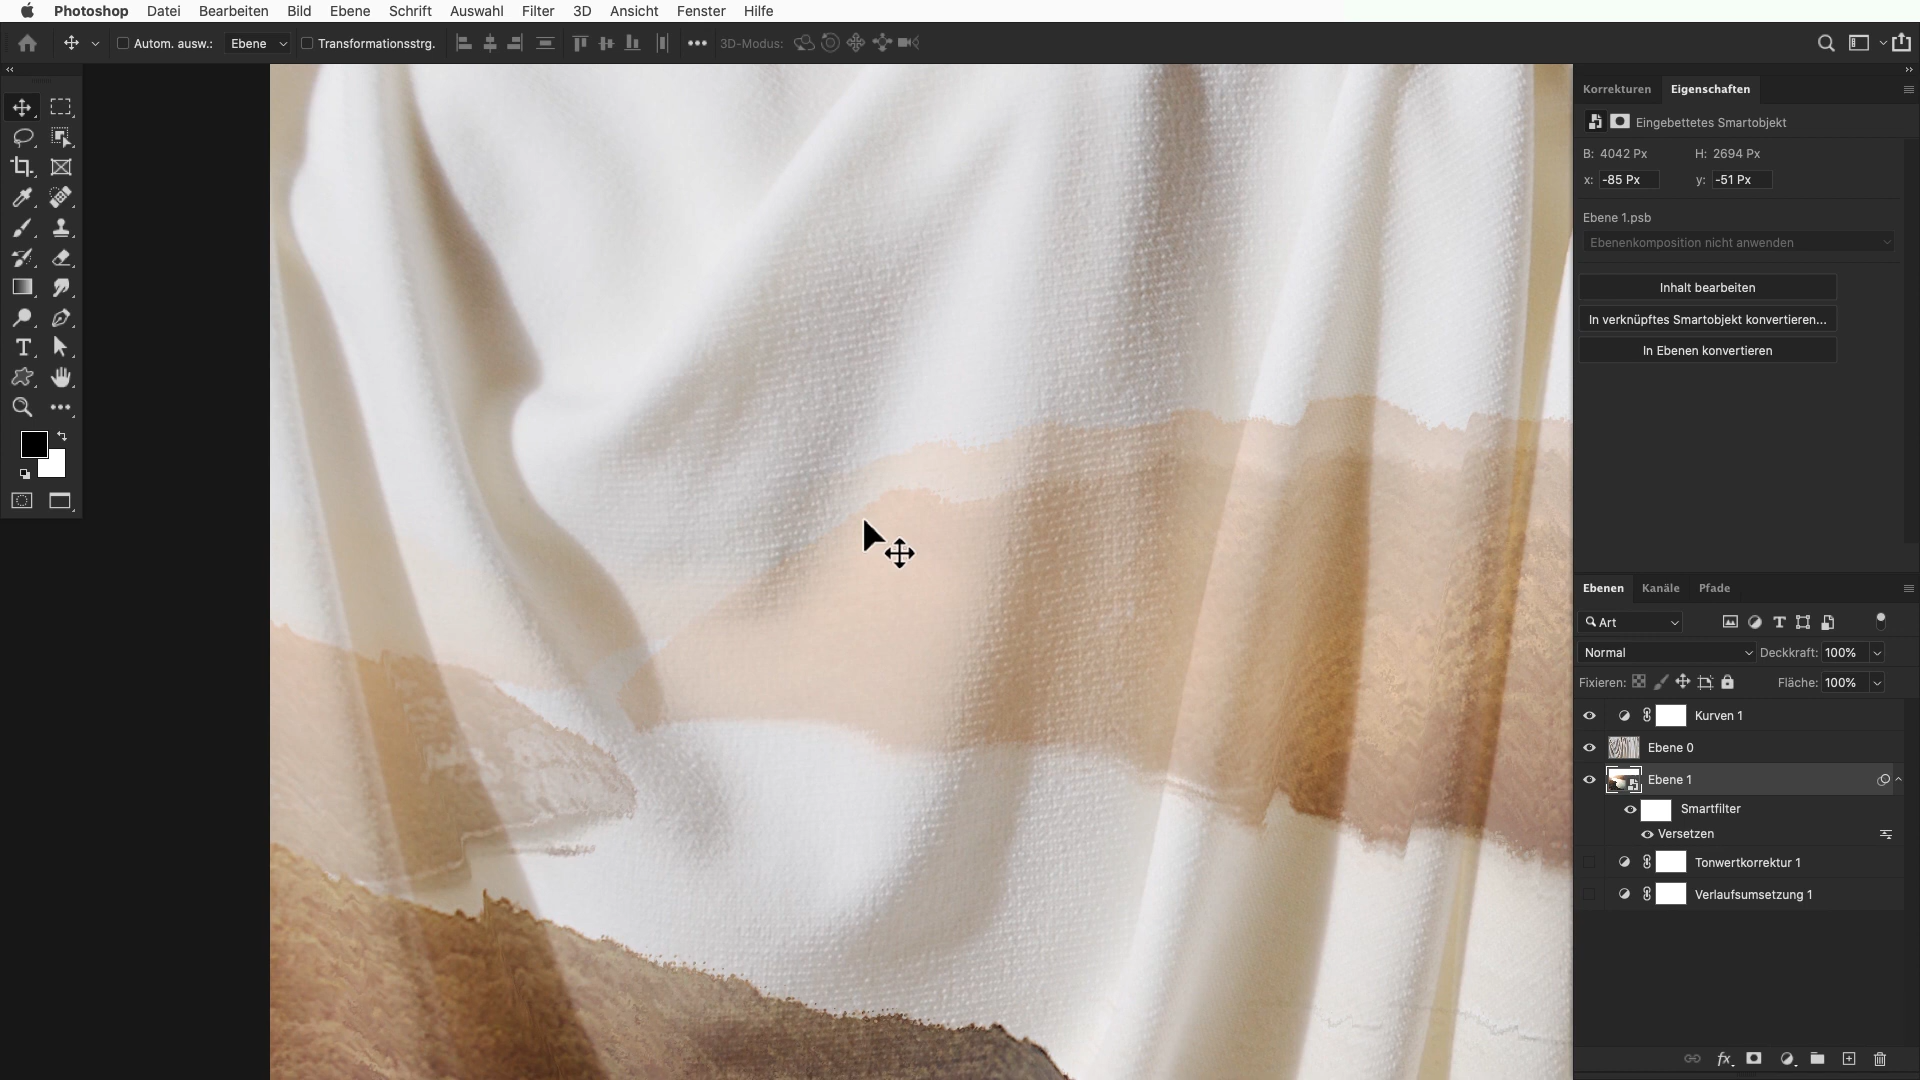 Photoshop Datei Bearbeiten Bild Ebene Schrift Auswahl Filter 3D Ansicht Fenster Hilfe
Autom. ausw.: Ebene Transformationsstrg. 3D-Modus:
Korrekturen Eigenschaften
Eingebettetes Smartobjekt
B: 4042 Px H: 2694 Px
x: -85 Px y: -51 Px
Ebene 1.psb
Ebenenkomposition nicht anwenden
Inhalt bearbeiten
In verknüpftes Smartobjekt konvertieren...
In Ebenen konvertieren
Ebenen Kanäle Pfade
Art
Normal Deckkraft: 100%
Fixieren: Fläche: 100%
Kurven 1
Ebene 0
Ebene 1
Smartfilter
Versetzen
Tonwertkorrektur 1
Verlaufsumsetzung 1
fx